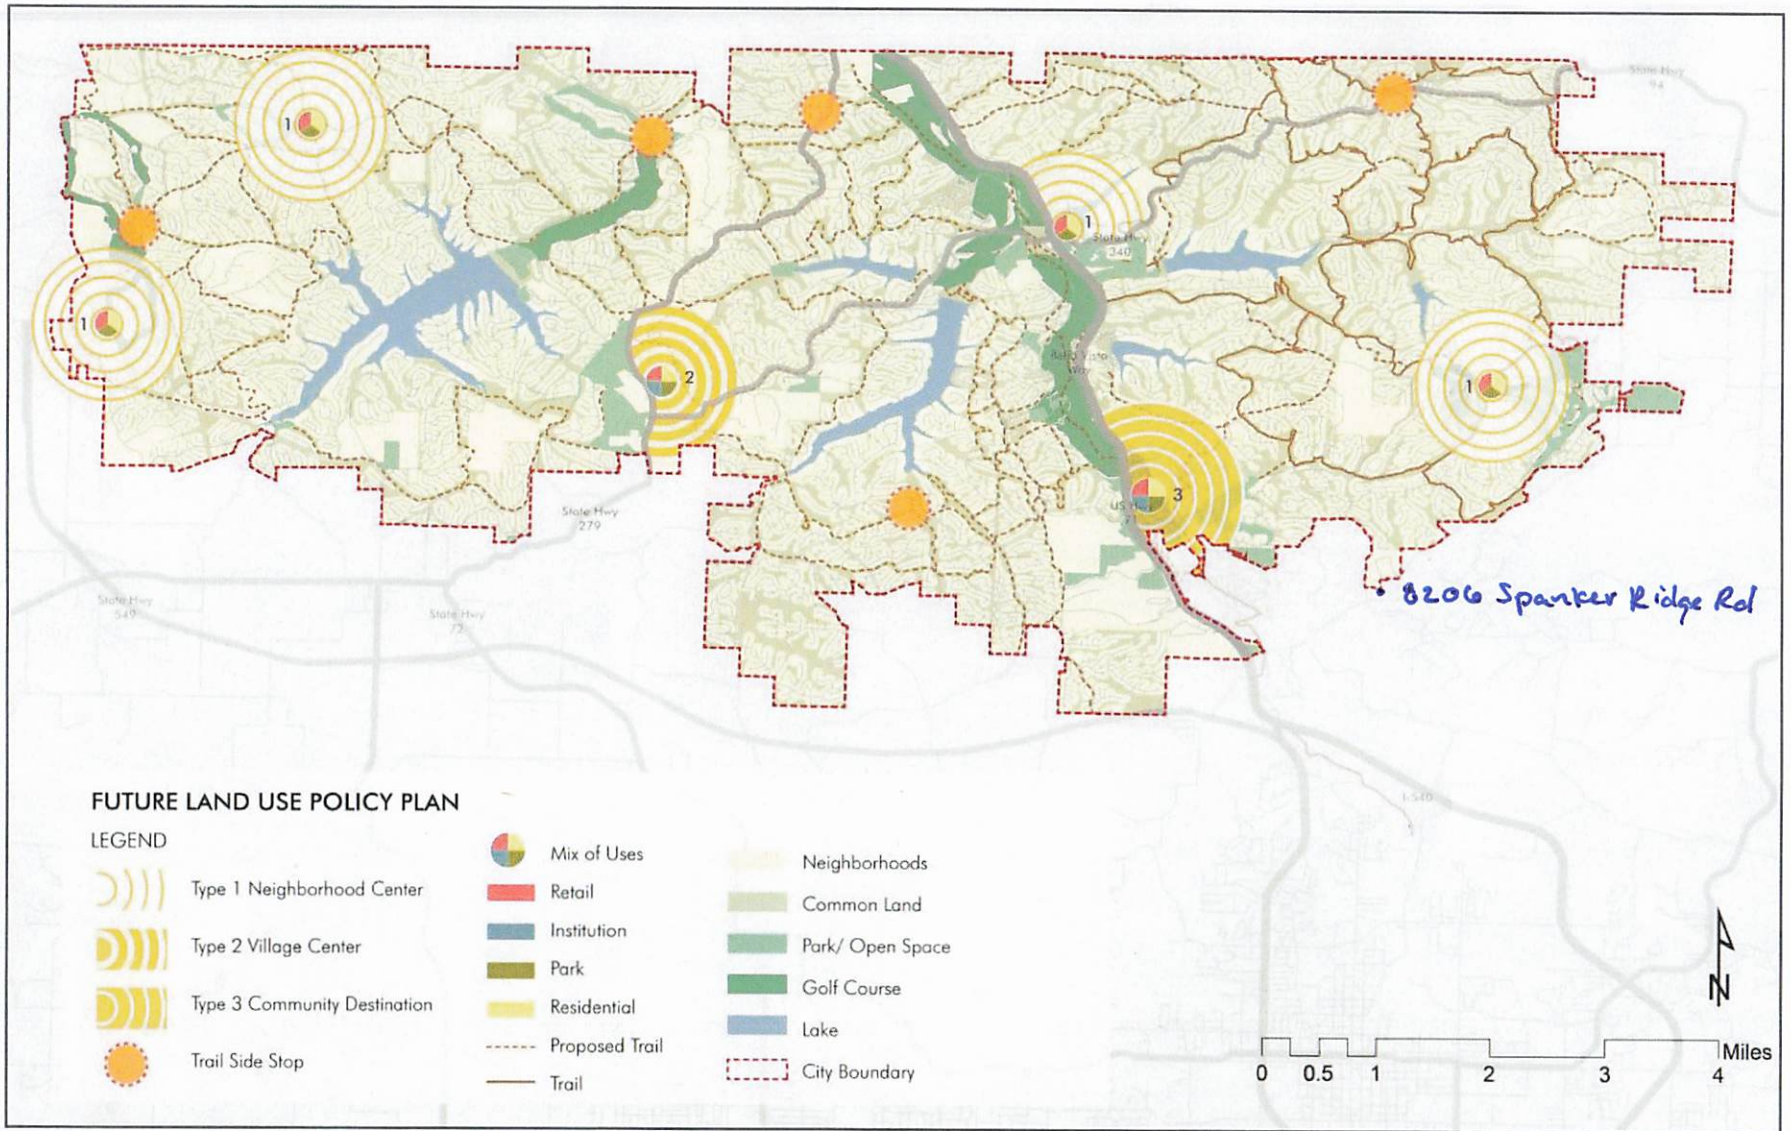 State Hwy
94
1
1
State Hwy
340
1
Bella Vista
Way
2
1
3
US Hwy
71
State Hwy
279
8206 Spanker Ridge Rd
State Hwy
549
State Hwy
72
I-540
FUTURE LAND USE POLICY PLAN
LEGEND
Type 1 Neighborhood Center
Type 2 Village Center
Type 3 Community Destination
Trail Side Stop
Mix of Uses
Retail
Institution
Park
Residential
Proposed Trail
Trail
Neighborhoods
Common Land
Park/ Open Space
Golf Course
Lake
City Boundary
N
Miles
0 0.5 1 2 3 4